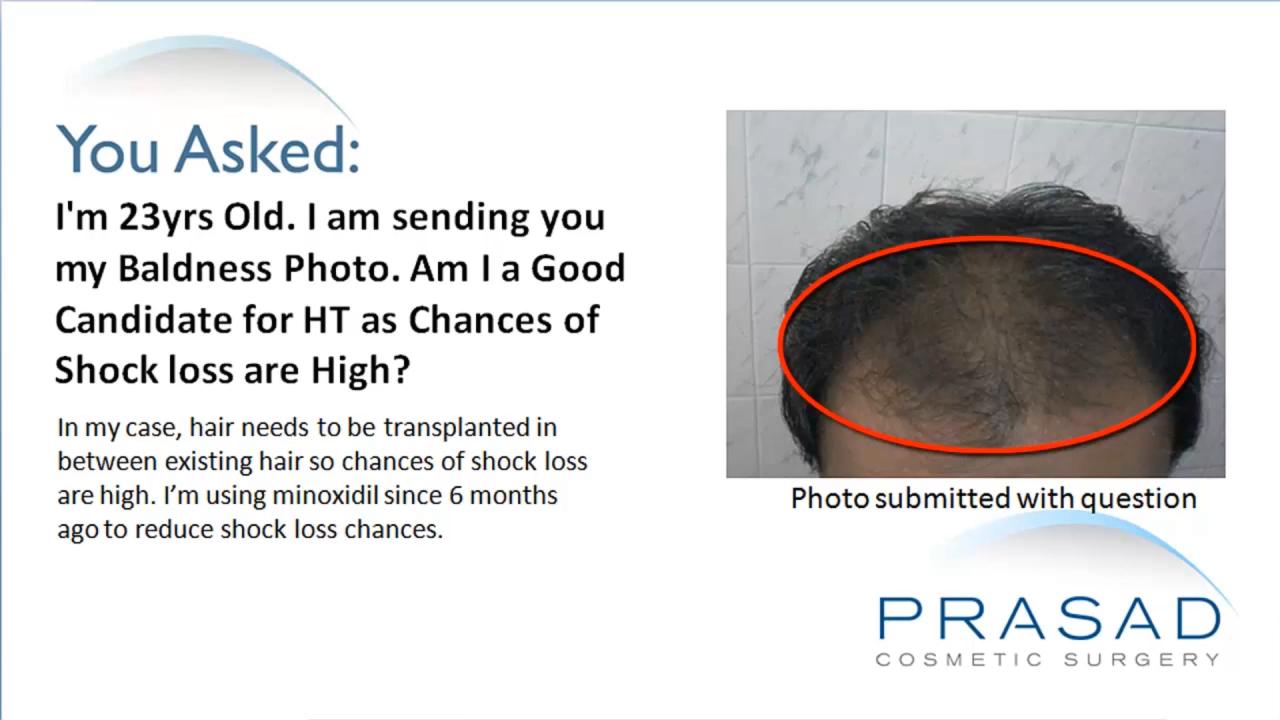 You Asked:
I'm 23yrs Old. I am sending you
my Baldness Photo. Am I a Good
Candidate for HT as Chances of
Shock loss are High?
In my case, hair needs to be transplanted in
between existing hair so chances of shock loss
are high. I’m using minoxidil since 6 months
ago to reduce shock loss chances.
Photo submitted with question
PRASAD
COSMETIC SURGERY